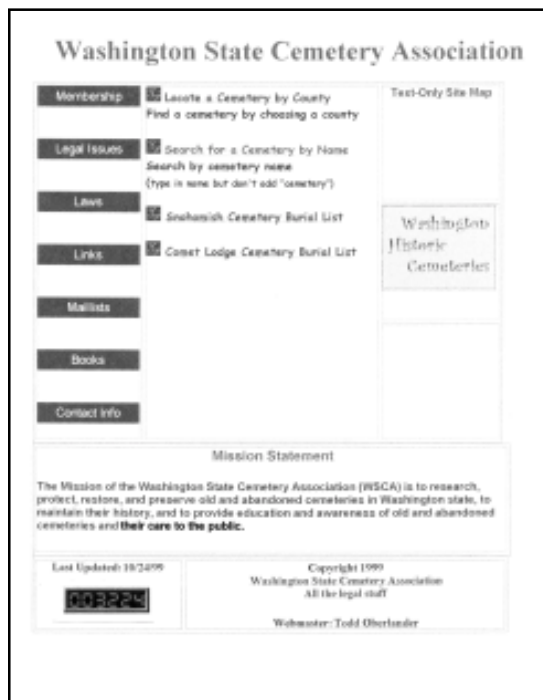 Washington State Cemetery Association
Membership
Legal Issues
Laws
Links
Maillists
Books
Contact Info
Locate a Cemetery by County
Find a cemetery by choosing a county
Search for a Cemetery by Name
Search by cemetery name
(type in name but don't add "cemetery")
Snohomish Cemetery Burial List
Comet Lodge Cemetery Burial List
Text-Only Site Map
Washington
Historic
Cemeteries
Mission Statement
The Mission of the Washington State Cemetery Association (WSCA) is to research,
protect, restore, and preserve old and abandoned cemeteries in Washington state, to
maintain their history, and to provide education and awareness of old and abandoned
cemeteries and their care to the public.
Last Updated: 10/24/99
003224
Copyright 1999
Washington State Cemetery Association
All the legal stuff
Webmaster: Todd Oberlander